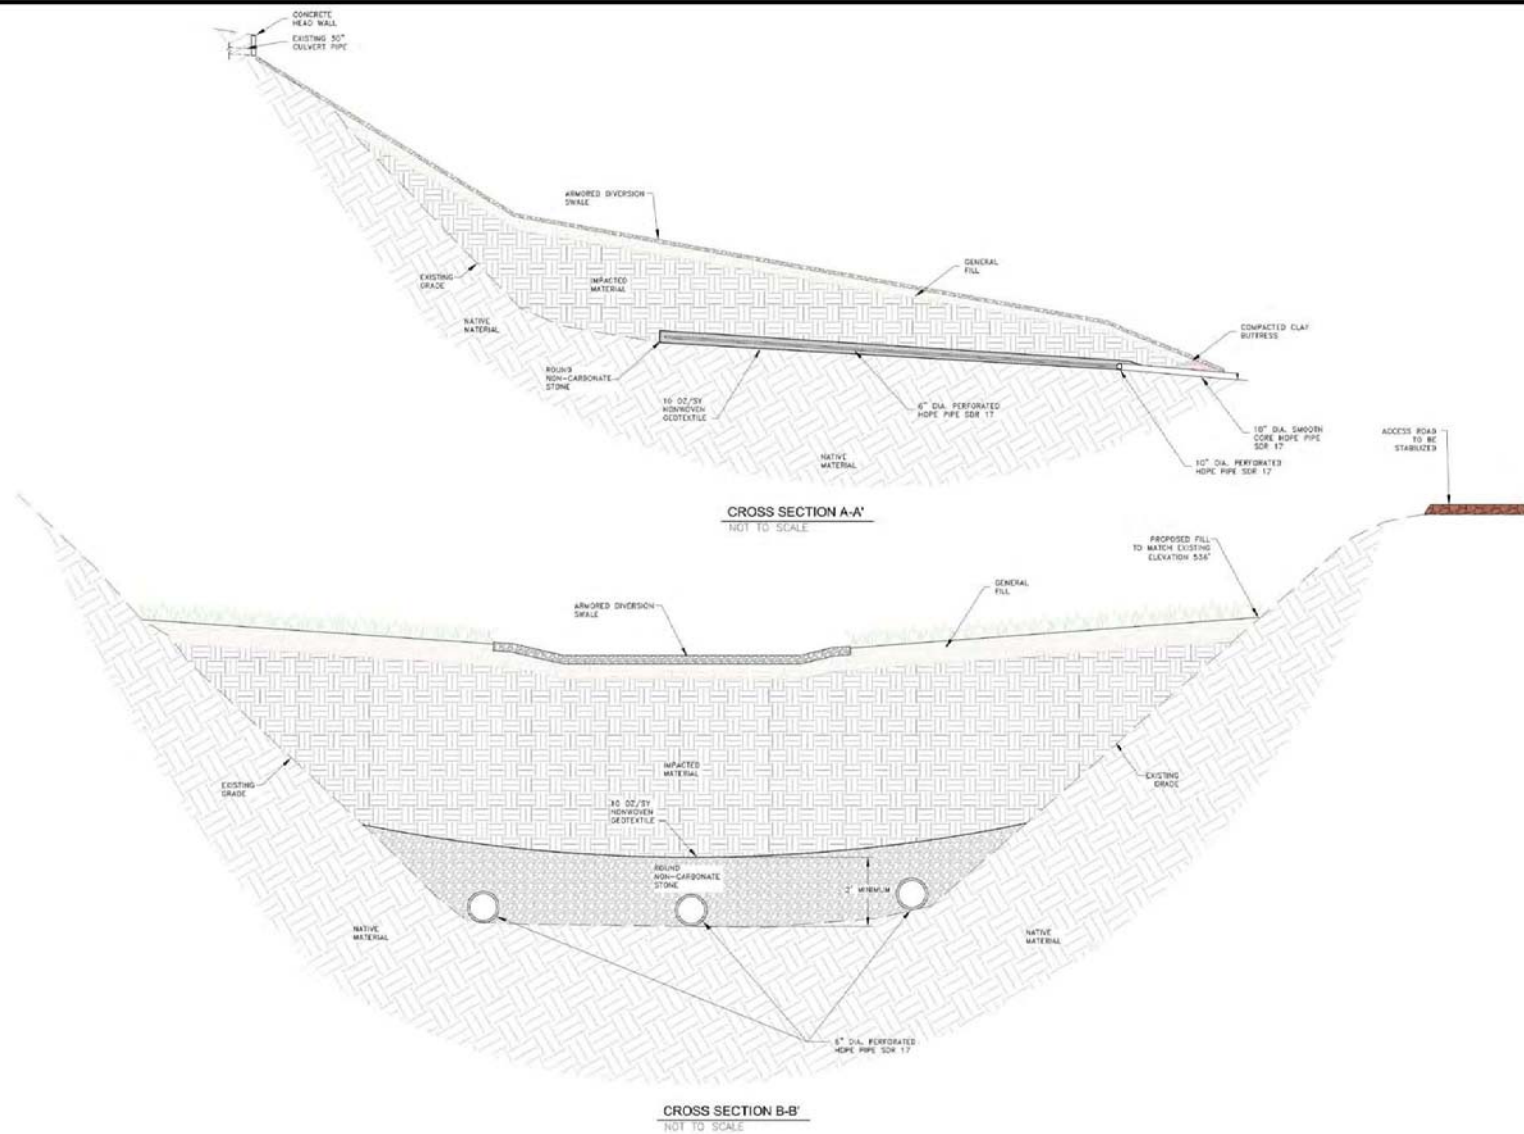 CONCRETE
HEAD WALL
EXISTING 30"
CULVERT PIPE
ARMORED DIVERSION
SWALE
GENERAL
FILL
EXISTING
GRADE
IMPACTED
MATERIAL
NATIVE
MATERIAL
COMPACTED CLAY
BUTTRESS
ROUND
NON-CARBONATE
STONE
10 OZ/SY
NONWOVEN
GEOTEXTILE
6" DIA. PERFORATED
HDPE PIPE SDR 17
NATIVE
MATERIAL
10" DIA. SMOOTH
CORE HDPE PIPE
SDR 17
10" DIA. PERFORATED
HDPE PIPE SDR 17
ACCESS ROAD
TO BE
STABILIZED
CROSS SECTION A-A'
NOT TO SCALE
PROPOSED FILL
TO MATCH EXISTING
ELEVATION 536'
GENERAL
FILL
ARMORED DIVERSION
SWALE
EXISTING
GRADE
IMPACTED
MATERIAL
EXISTING
GRADE
10 OZ/SY
NONWOVEN
GEOTEXTILE
ROUND
NON-CARBONATE
STONE
2' MINIMUM
NATIVE
MATERIAL
NATIVE
MATERIAL
6" DIA. PERFORATED
HDPE PIPE SDR 17
CROSS SECTION B-B'
NOT TO SCALE